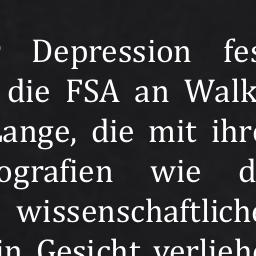 Depression fes
die FSA an Walk
Lange, die mit ihre
ografien wie d
wissenschaftliche
in Gesicht verliehe